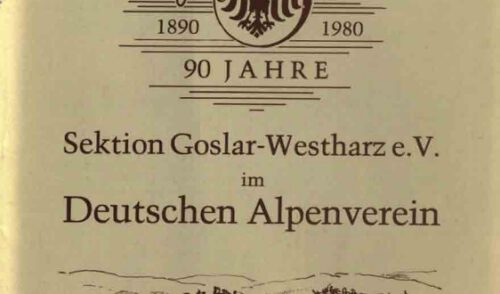 1890 1980
90 JAHRE
Sektion Goslar-Westharz e.V.
im
Deutschen Alpenverein